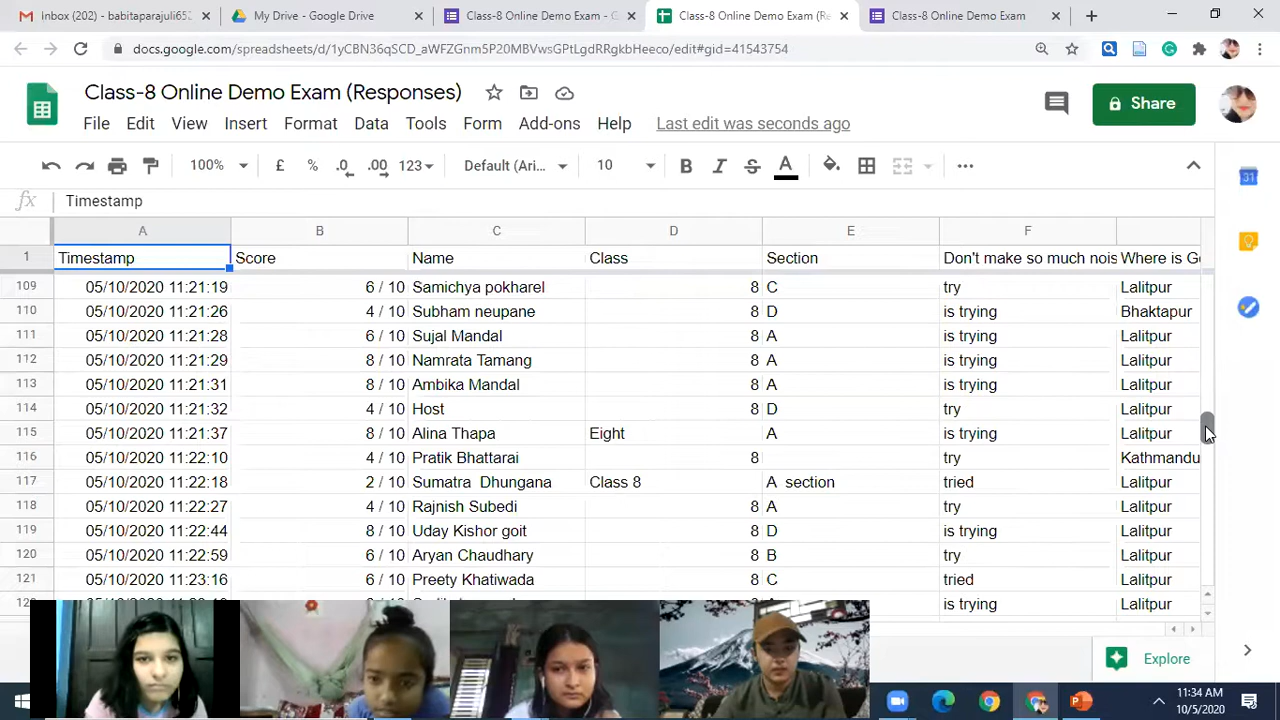 Inbox (202) - babitaparajuli
My Drive - Google Drive
Class-8 Online Demo Exam -
Class-8 Online Demo Exam (Re
Class-8 Online Demo Exam
docs.google.com/spreadsheets/d/1yCBN36qSCD_aWFZGnm5P20MBVwsGPtLgdRRgkbHeeco/edit#gid=41543754
Class-8 Online Demo Exam (Responses)
Share
File Edit View Insert Format Data Tools Form Add-ons Help Last edit was seconds ago
100% £ % .0 .00 123 Default (Ari... 10 B I S A
fx Timestamp
A B C D E F
1 Timestamp Score Name Class Section Don't make so much nois Where is Go
109 05/10/2020 11:21:19 6 / 10 Samichya pokharel 8 C try Lalitpur
110 05/10/2020 11:21:26 4 / 10 Subham neupane 8 D is trying Bhaktapur
111 05/10/2020 11:21:28 6 / 10 Sujal Mandal 8 A is trying Lalitpur
112 05/10/2020 11:21:29 8 / 10 Namrata Tamang 8 A is trying Lalitpur
113 05/10/2020 11:21:31 8 / 10 Ambika Mandal 8 A is trying Lalitpur
114 05/10/2020 11:21:32 4 / 10 Host 8 D try Lalitpur
115 05/10/2020 11:21:37 8 / 10 Alina Thapa Eight A is trying Lalitpur
116 05/10/2020 11:22:10 4 / 10 Pratik Bhattarai 8 try Kathmandu
117 05/10/2020 11:22:18 2 / 10 Sumatra Dhungana Class 8 A section tried Lalitpur
118 05/10/2020 11:22:27 4 / 10 Rajnish Subedi 8 A try Lalitpur
119 05/10/2020 11:22:44 8 / 10 Uday Kishor goit 8 D is trying Lalitpur
120 05/10/2020 11:22:59 6 / 10 Aryan Chaudhary 8 B try Lalitpur
121 05/10/2020 11:23:16 6 / 10 Preety Khatiwada 8 C tried Lalitpur
is trying Lalitpur
31
Explore
11:34 AM
10/5/2020